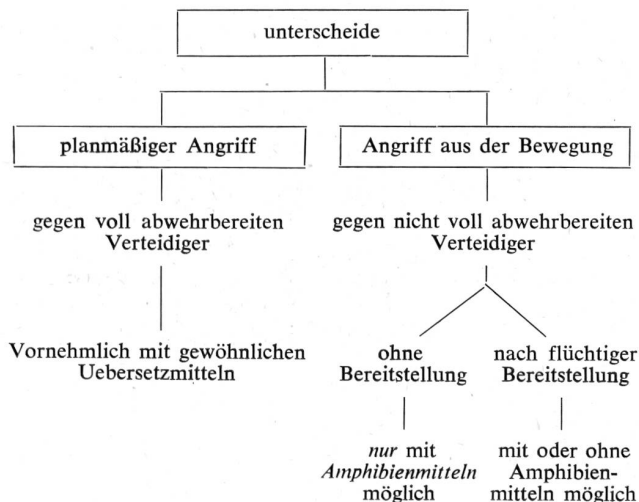 unterscheide
planmäßiger Angriff
Angriff aus der Bewegung
gegen voll abwehrbereiten
Verteidiger
gegen nicht voll abwehrbereiten
Verteidiger
Vornehmlich mit gewöhnlichen
Uebersetzmitteln
ohne
Bereitstellung
nach flüchtiger
Bereitstellung
nur mit
Amphibienmitteln
möglich
mit oder ohne
Amphibien-
mitteln möglich